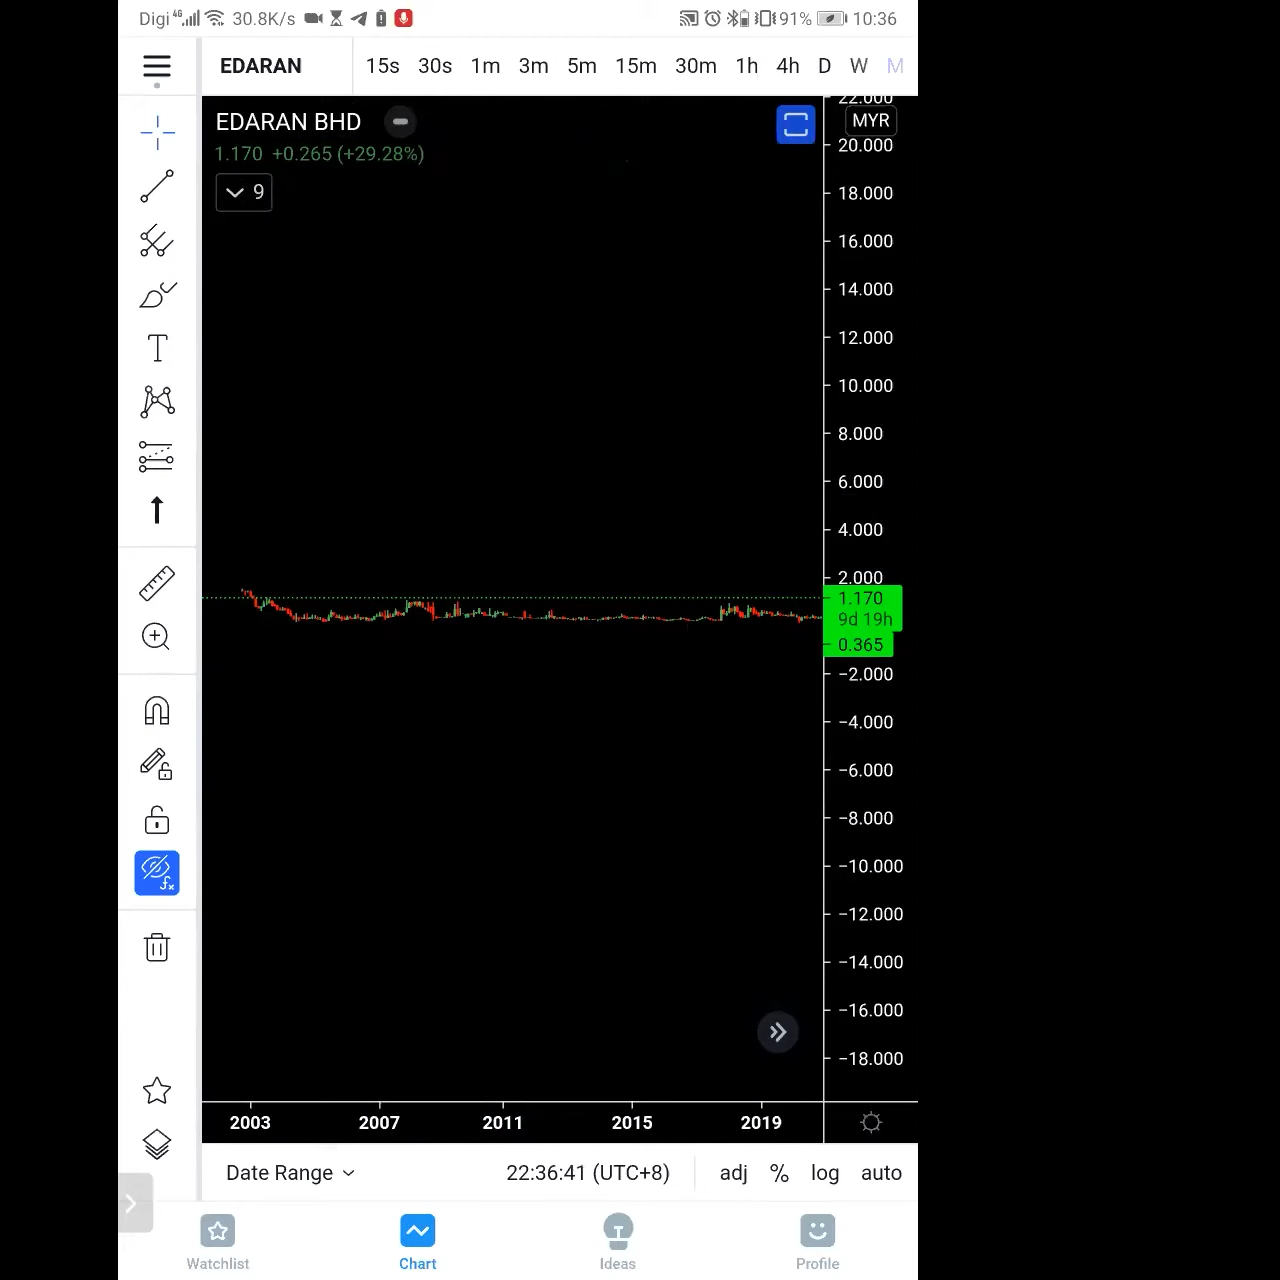 Digi 4G 30.8K/s 91% 10:36
EDARAN 15s 30s 1m 3m 5m 15m 30m 1h 4h D W M
EDARAN BHD
1.170 +0.265 (+29.28%)
9
22.000
MYR
20.000
18.000
16.000
14.000
12.000
10.000
8.000
6.000
4.000
2.000
1.170
9d 19h
0.365
−2.000
−4.000
−6.000
−8.000
−10.000
−12.000
−14.000
−16.000
−18.000
2003 2007 2011 2015 2019
Date Range 22:36:41 (UTC+8) adj % log auto
Watchlist Chart Ideas Profile